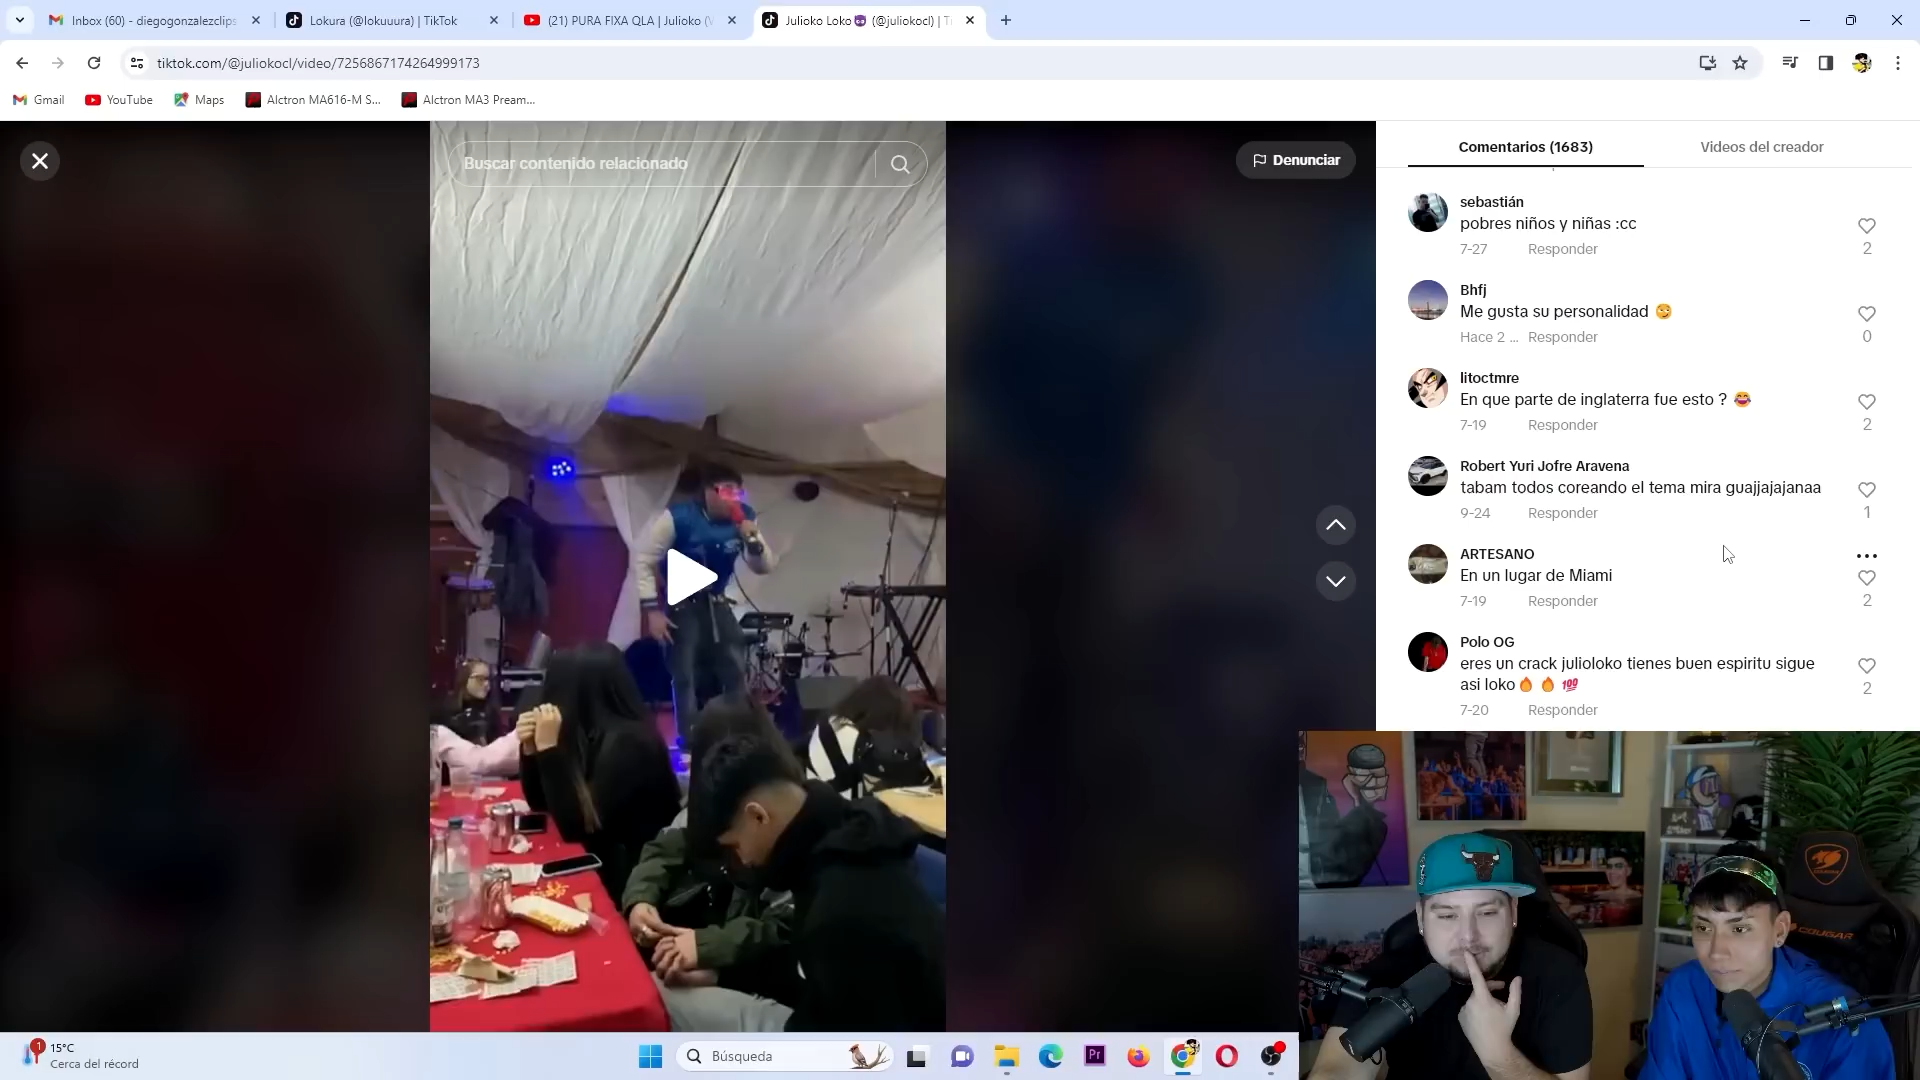 Inbox (60) - diegogonzalezclips
Lokura (@lokuuura) | TikTok
(21) PURA FIXA QLA | Julioko (
Julioko Loko😈 (@juliokocl) | T
tiktok.com/@juliokocl/video/7256867174264999173
Gmail
YouTube
Maps
Alctron MA616-M S...
Alctron MA3 Pream...
Buscar contenido relacionado
Denunciar
Comentarios (1683)
Videos del creador
sebastián
pobres niños y niñas :cc
7-27 Responder
2
Bhfj
Me gusta su personalidad 😏
Hace 2 ... Responder
0
litoctmre
En que parte de inglaterra fue esto ? 😂
7-19 Responder
2
Robert Yuri Jofre Aravena
tabam todos coreando el tema mira guajjajajanaa
9-24 Responder
1
ARTESANO
En un lugar de Miami
7-19 Responder
2
Polo OG
eres un crack julioloko tienes buen espiritu sigue
asi loko🔥 🔥 💯
7-20 Responder
2
COUGAR
1
15°C
Cerca del récord
Búsqueda
Pr